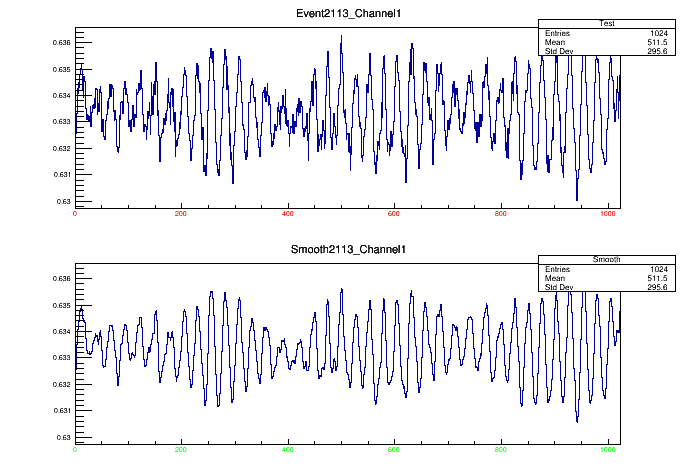 Event2113_Channel1
Test
Entries 1024
Mean 511.5
Std Dev 295.6
0.636
0.635
0.634
0.633
0.632
0.631
0.63
0 200 400 600 800 1000
Smooth2113_Channel1
Smooth
Entries 1024
Mean 511.5
Std Dev 295.6
0.636
0.635
0.634
0.633
0.632
0.631
0.63
0 200 400 600 800 1000